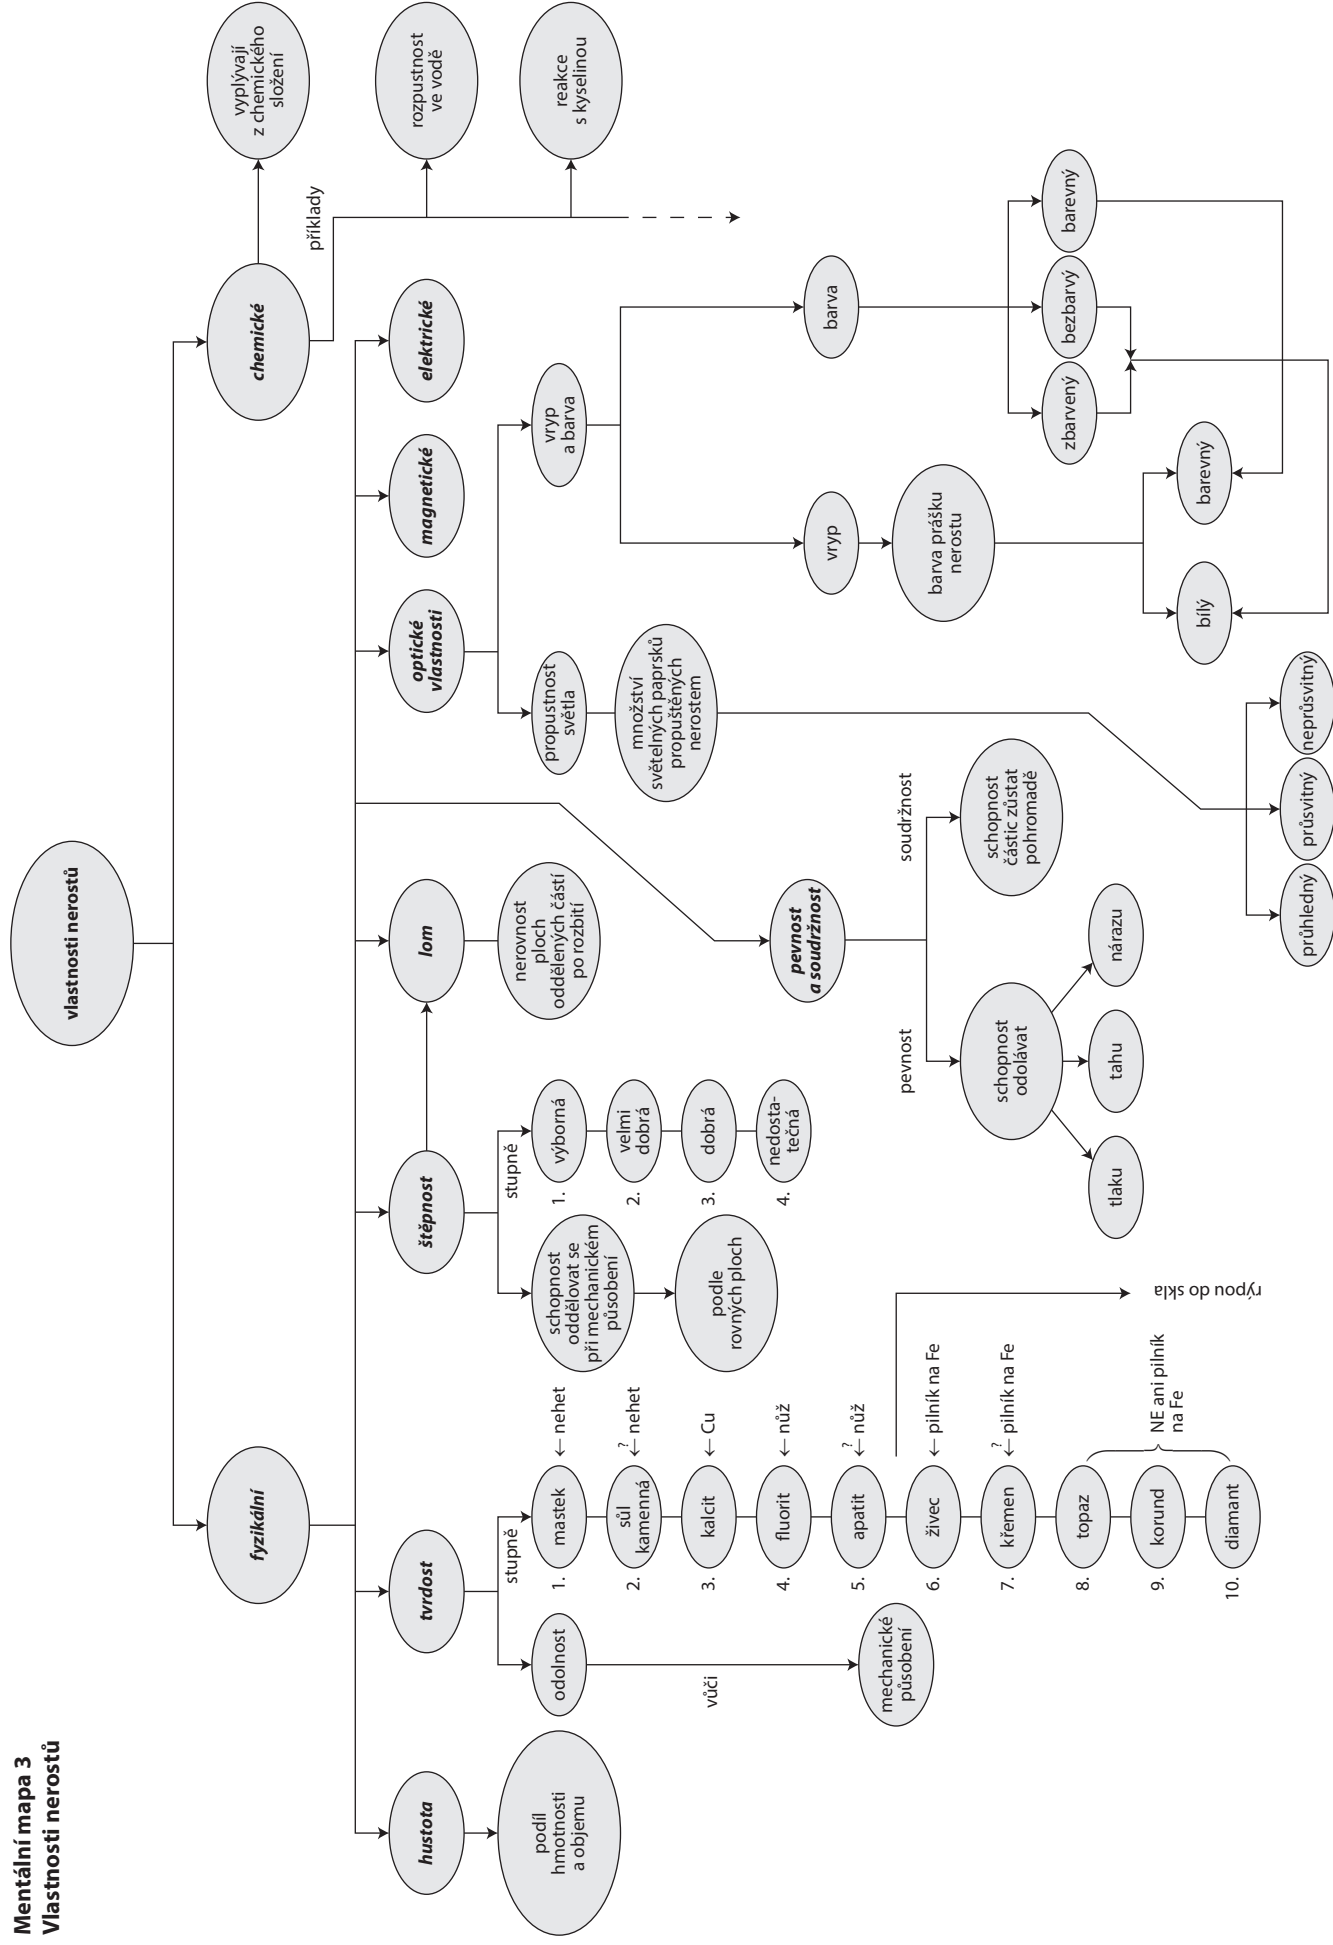 Mentální mapa 3
Vlastnosti nerostů
vlastnosti nerostů
fyzikální
chemické
vyplývají
z chemického
složení
příklady
rozpustnost
ve vodě
reakce
s kyselinou
hustota
tvrdost
štěpnost
lom
optické
vlastnosti
magnetické
elektrické
podíl
hmotnosti
a objemu
odolnost
vůči
mechanické
působení
stupně
1. mastek ← nehet
2. sůl
kamenná ←? nehet
3. kalcit ← Cu
4. fluorit ← nůž
5. apatit ←? nůž
6. živec ← pilník na Fe
7. křemen ←? pilník na Fe
8. topaz
9. korund
10. diamant
NE ani pilník
na Fe
rýpou do skla
schopnost
oddělovat se
při mechanickém
působení
podle
rovných ploch
stupně
1. výborná
2. velmi
dobrá
3. dobrá
4. nedosta-
tečná
nerovnost
ploch
oddělených částí
po rozbití
pevnost
a soudržnost
pevnost
schopnost
odolávat
tlaku
tahu
nárazu
soudržnost
schopnost
částic zůstat
pohromadě
propustnost
světla
množství
světelných paprsků
propuštěných
nerostem
průhledný
průsvitný
neprůsvitný
vryp
a barva
vryp
barva prášku
nerostu
bílý
barevný
barva
zbarvený
bezbarvý
barevný